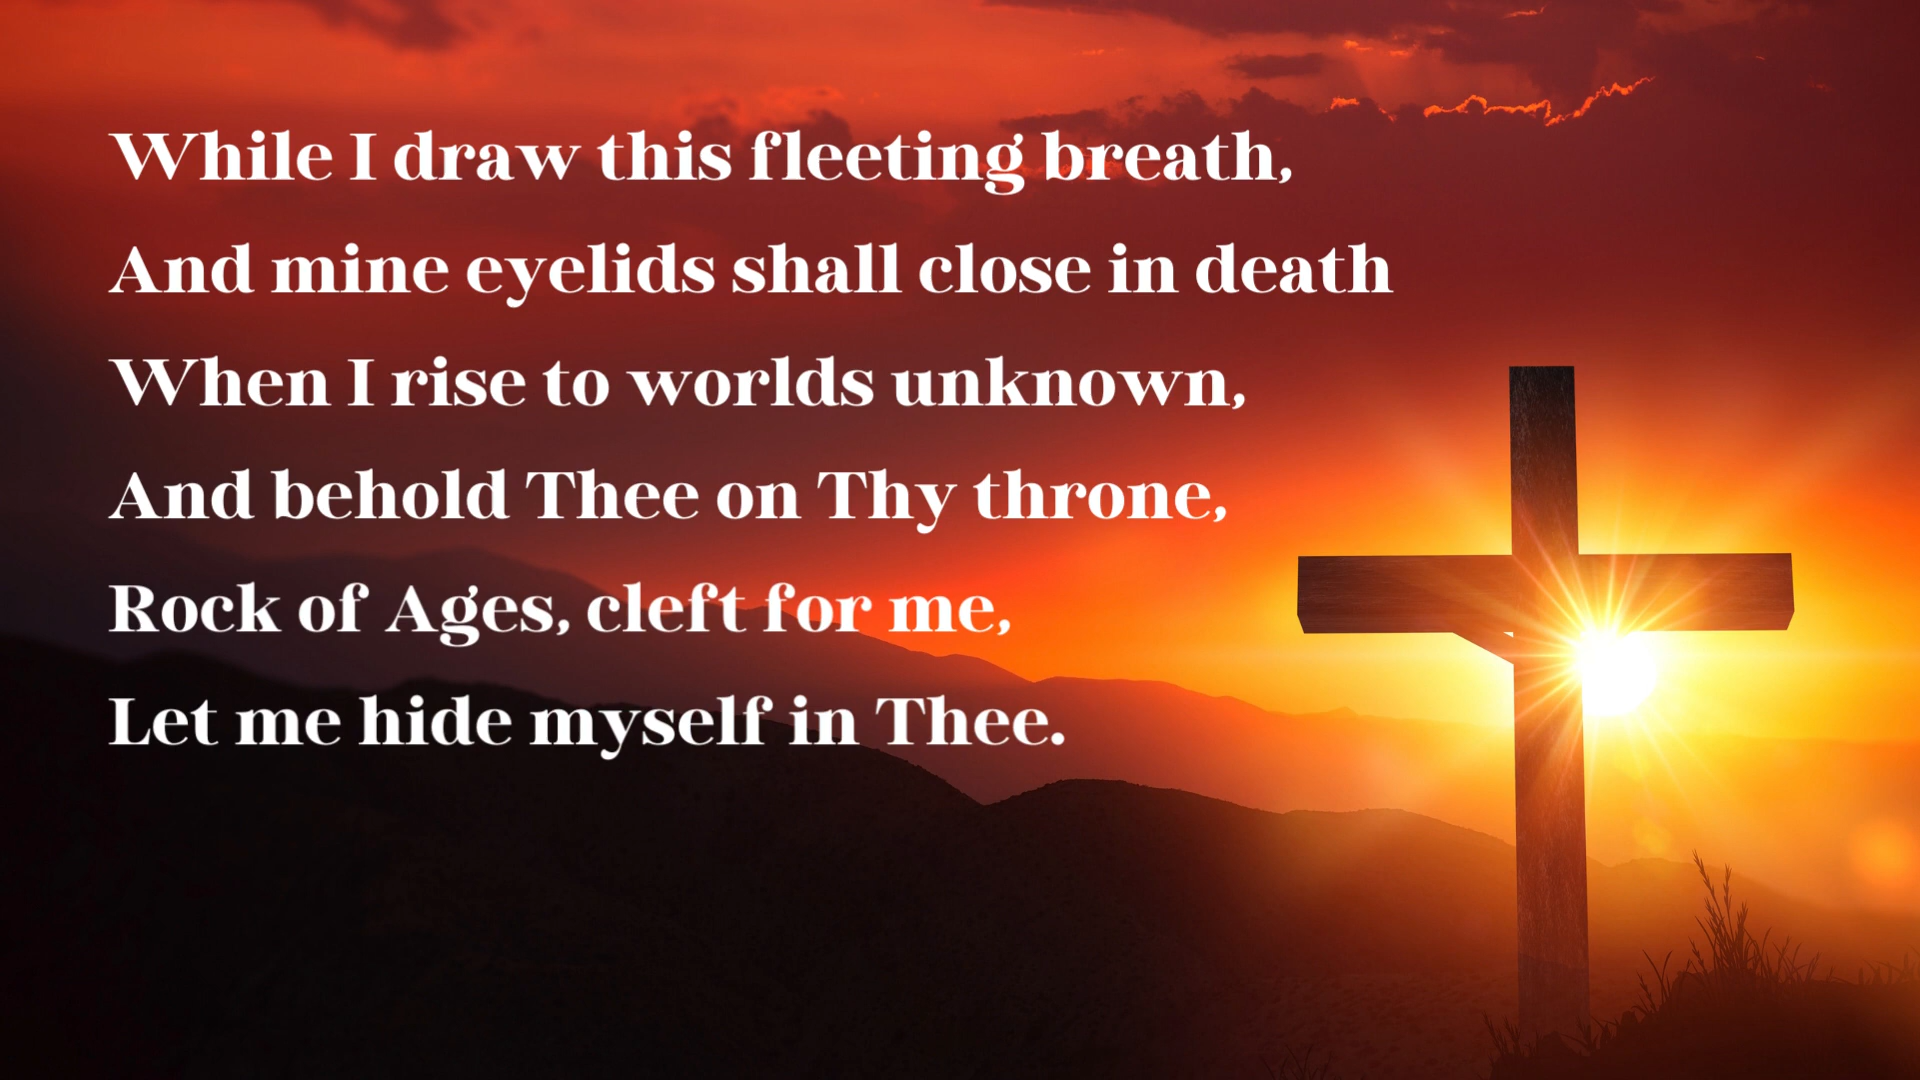 While I draw this fleeting breath,
And mine eyelids shall close in death
When I rise to worlds unknown,
And behold Thee on Thy throne,
Rock of Ages, cleft for me,
Let me hide myself in Thee.